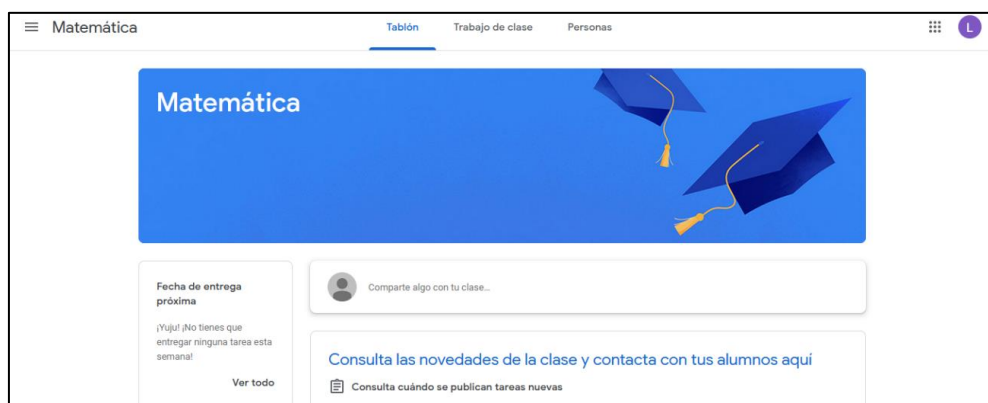 Matemática
Tablón Trabajo de clase Personas
L
Matemática
Fecha de entrega
próxima
¡Yuju! ¡No tienes que
entregar ninguna tarea esta
semana!
Ver todo
Comparte algo con tu clase...
Consulta las novedades de la clase y contacta con tus alumnos aquí
Consulta cuándo se publican tareas nuevas